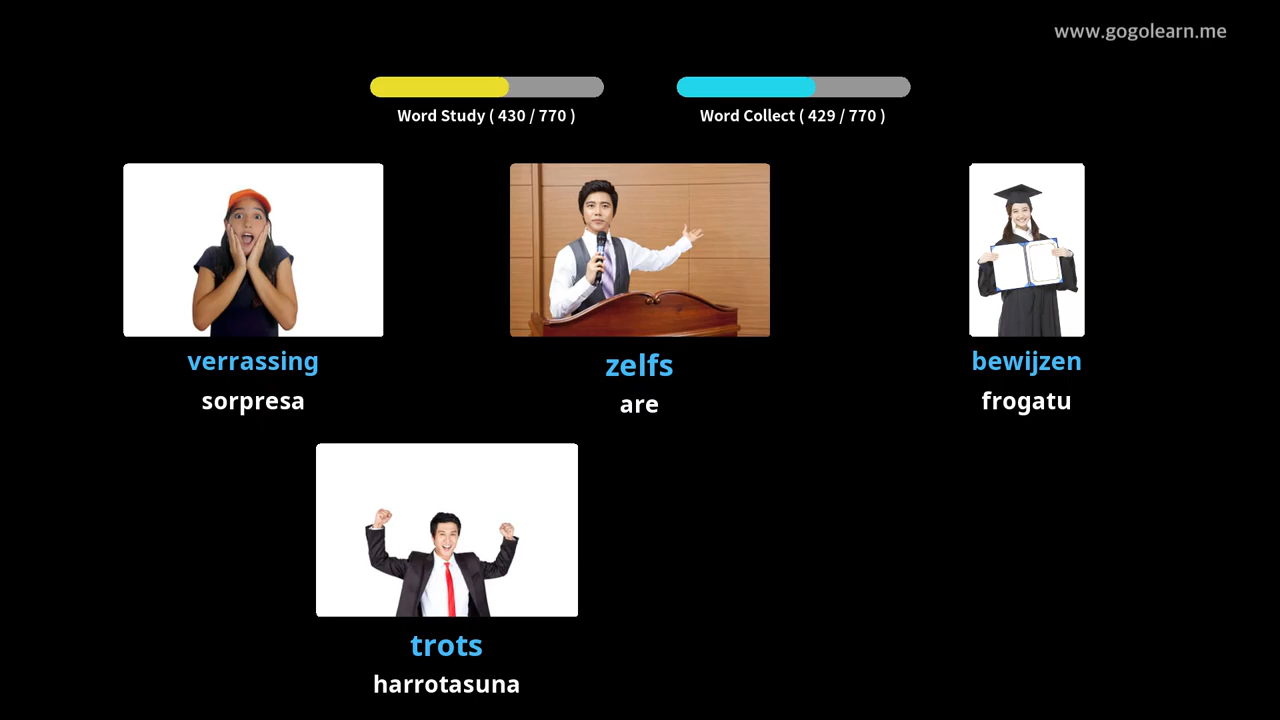 www.gogolearn.me
Word Study ( 430 / 770 )
Word Collect ( 429 / 770 )
verrassing
sorpresa
zelfs
are
bewijzen
frogatu
trots
harrotasuna